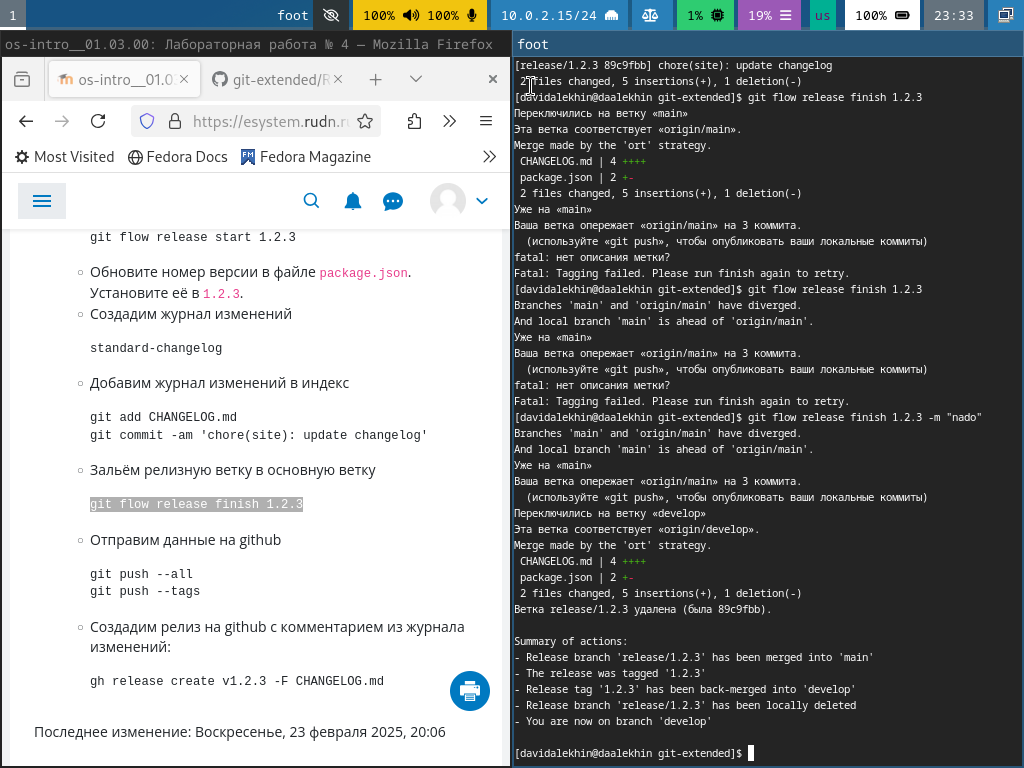 1
foot
100%
100%
10.0.2.15/24
1%
19%
us
100%
23:33
os-intro__01.03.00: Лабораторная работа № 4 — Mozilla Firefox
os-intro__01.0
git-extended/R
https://esystem.rudn.r
Most Visited
Fedora Docs
Fedora Magazine
git flow release start 1.2.3
Обновите номер версии в файле package.json.
Установите её в 1.2.3.
Создадим журнал изменений
standard-changelog
Добавим журнал изменений в индекс
git add CHANGELOG.md
git commit -am 'chore(site): update changelog'
Зальём релизную ветку в основную ветку
git flow release finish 1.2.3
Отправим данные на github
git push --all
git push --tags
Создадим релиз на github с комментарием из журнала
изменений:
gh release create v1.2.3 -F CHANGELOG.md
Последнее изменение: Воскресенье, 23 февраля 2025, 20:06
foot
[release/1.2.3 89c9fbb] chore(site): update changelog
2 files changed, 5 insertions(+), 1 deletion(-)
[davidalekhin@daalekhin git-extended]$ git flow release finish 1.2.3
Переключились на ветку «main»
Эта ветка соответствует «origin/main».
Merge made by the 'ort' strategy.
CHANGELOG.md | 4 ++++
package.json | 2 +-
2 files changed, 5 insertions(+), 1 deletion(-)
Уже на «main»
Ваша ветка опережает «origin/main» на 3 коммита.
(используйте «git push», чтобы опубликовать ваши локальные коммиты)
fatal: нет описания метки?
Fatal: Tagging failed. Please run finish again to retry.
[davidalekhin@daalekhin git-extended]$ git flow release finish 1.2.3
Branches 'main' and 'origin/main' have diverged.
And local branch 'main' is ahead of 'origin/main'.
Уже на «main»
Ваша ветка опережает «origin/main» на 3 коммита.
(используйте «git push», чтобы опубликовать ваши локальные коммиты)
fatal: нет описания метки?
Fatal: Tagging failed. Please run finish again to retry.
[davidalekhin@daalekhin git-extended]$ git flow release finish 1.2.3 -m "nado"
Branches 'main' and 'origin/main' have diverged.
And local branch 'main' is ahead of 'origin/main'.
Уже на «main»
Ваша ветка опережает «origin/main» на 3 коммита.
(используйте «git push», чтобы опубликовать ваши локальные коммиты)
Переключились на ветку «develop»
Эта ветка соответствует «origin/develop».
Merge made by the 'ort' strategy.
CHANGELOG.md | 4 ++++
package.json | 2 +-
2 files changed, 5 insertions(+), 1 deletion(-)
Ветка release/1.2.3 удалена (была 89c9fbb).
Summary of actions:
- Release branch 'release/1.2.3' has been merged into 'main'
- The release was tagged '1.2.3'
- Release tag '1.2.3' has been back-merged into 'develop'
- Release branch 'release/1.2.3' has been locally deleted
- You are now on branch 'develop'
[davidalekhin@daalekhin git-extended]$